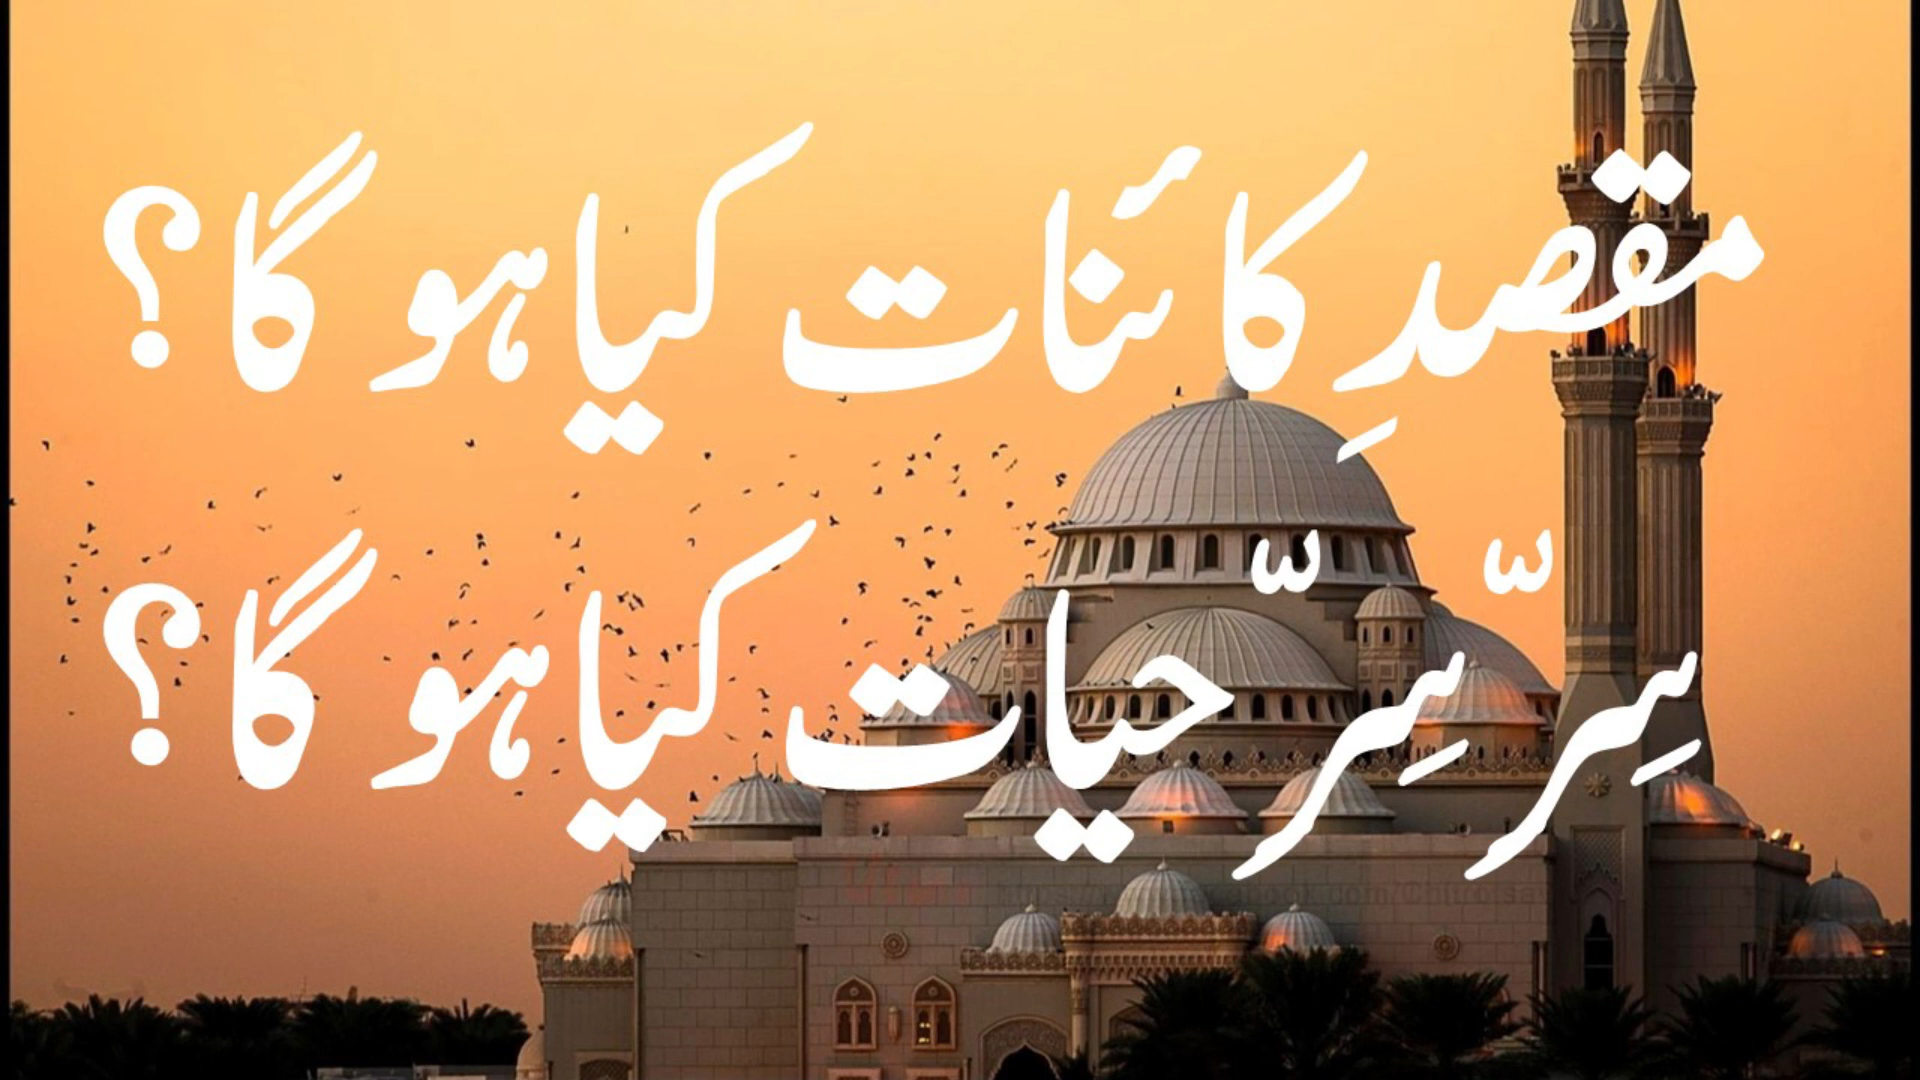 مقصدِ کائنات کیا ہو گا؟
سِرّ سِرّ حیات کیا ہو گا؟